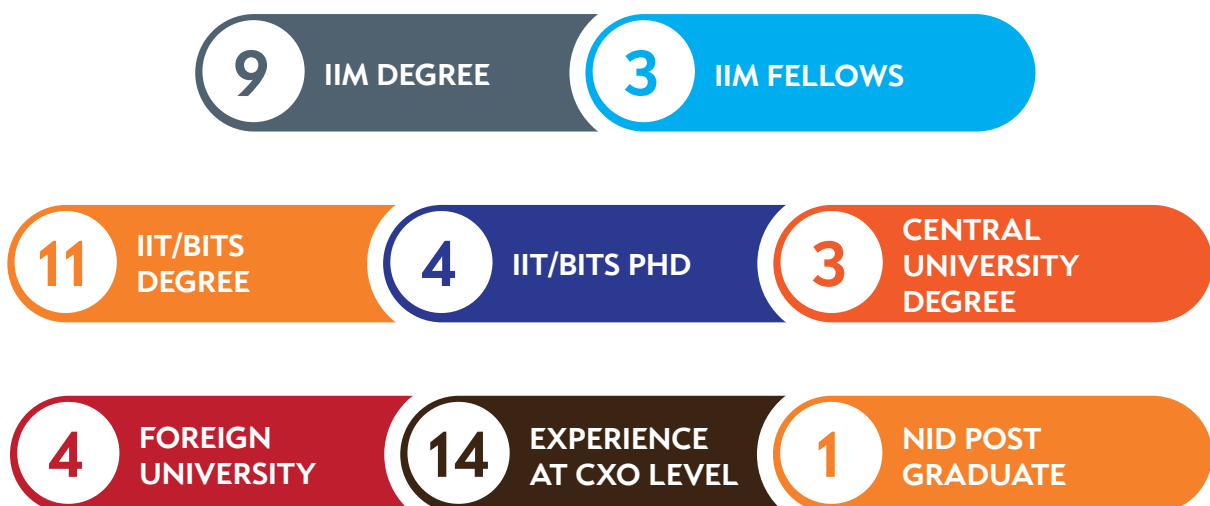 9 IIM DEGREE
3 IIM FELLOWS
11 IIT/BITS
DEGREE
4 IIT/BITS PHD
3 CENTRAL
UNIVERSITY
DEGREE
4 FOREIGN
UNIVERSITY
14 EXPERIENCE
AT CXO LEVEL
1 NID POST
GRADUATE